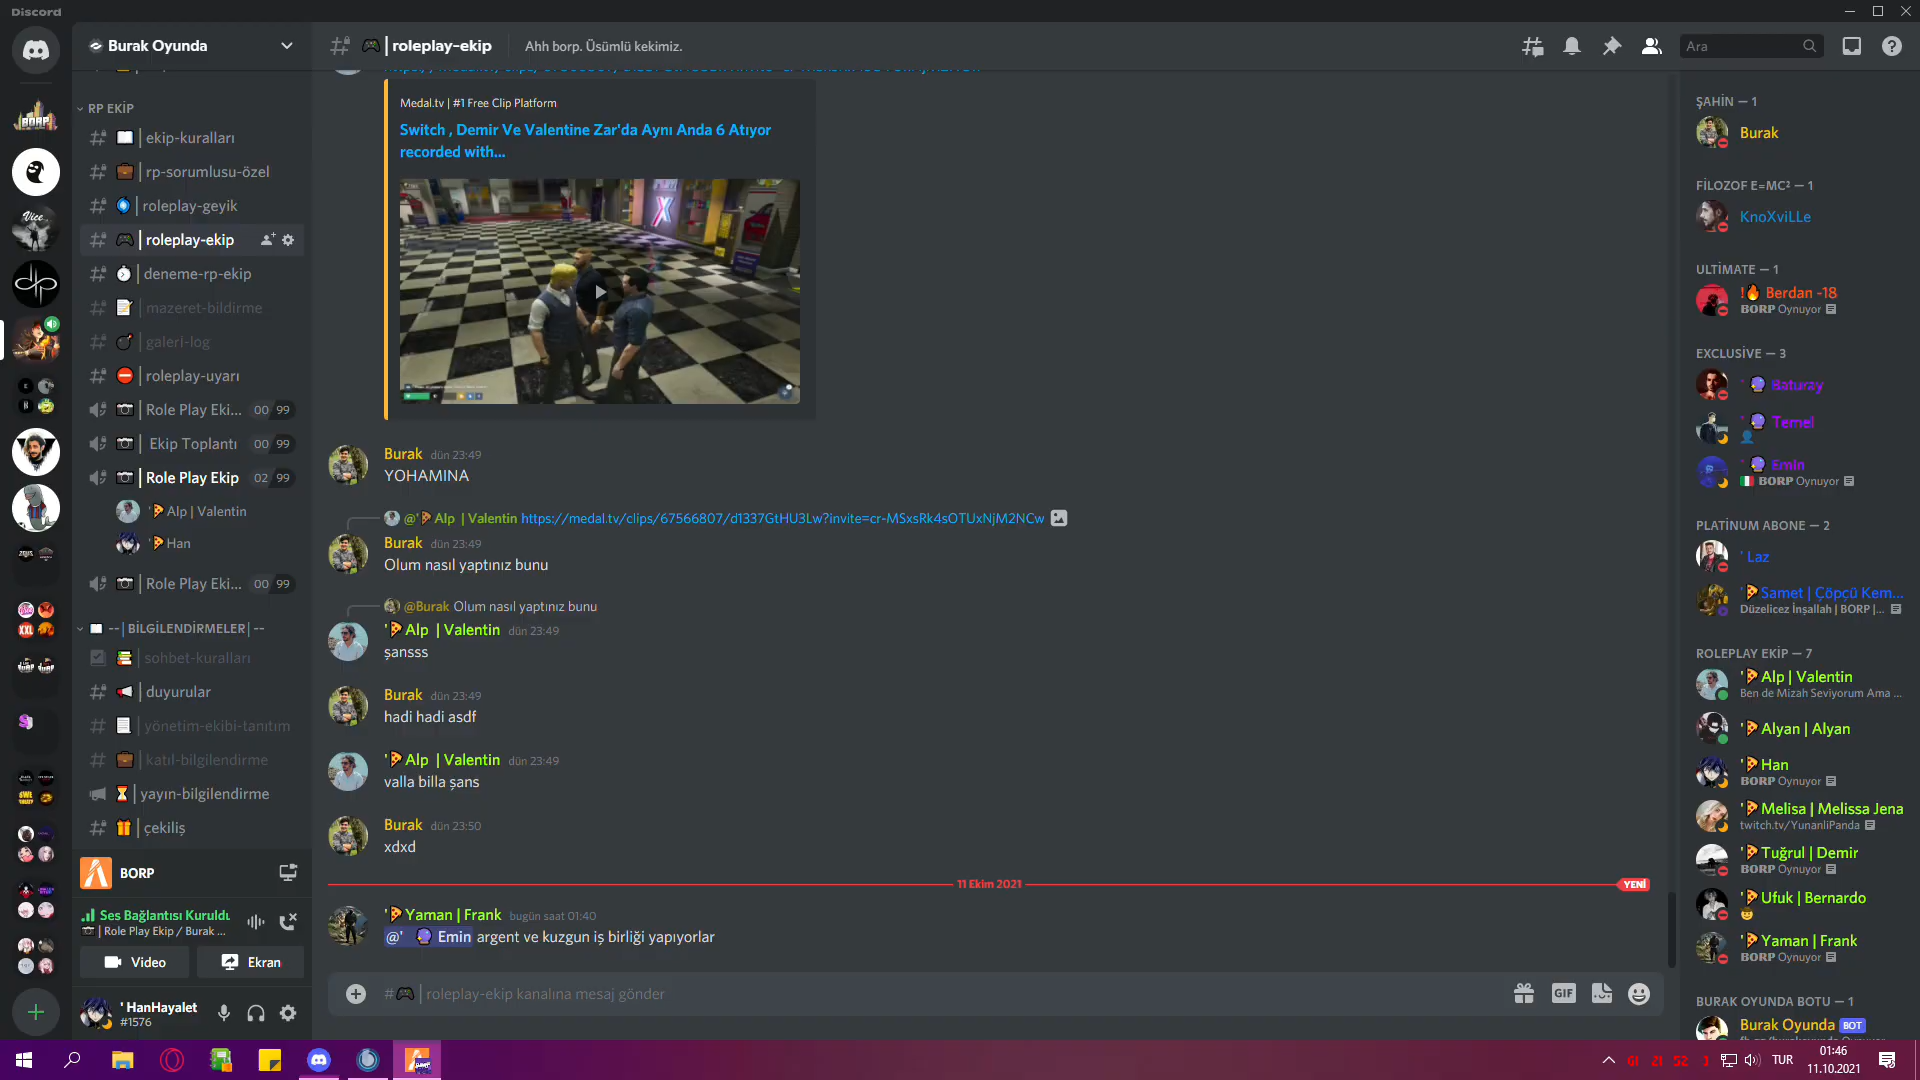 Discord
Burak Oyunda
RP EKİP
ekip-kuralları
rp-sorumlusu-özel
roleplay-geyik
roleplay-ekip
deneme-rp-ekip
mazeret-bildirme
galeri-log
roleplay-uyarı
Role Play Eki... 00 99
Ekip Toplantı 00 99
Role Play Ekip 02 99
'Alp | Valentin
'Han
Role Play Eki... 00 99
--|BİLGİLENDİRMELER|--
sohbet-kuralları
duyurular
yönetim-ekibi-tanıtım
katıl-bilgilendirme
yayın-bilgilendirme
çekiliş
BORP
Ses Bağlantısı Kuruldu
| Role Play Ekip / Burak ...
Video
Ekran
' HanHayalet
#1576
| roleplay-ekip
Ahh borp. Üsümlü kekimiz.
Ara
Medal.tv | #1 Free Clip Platform
Switch , Demir Ve Valentine Zar'da Aynı Anda 6 Atıyor
recorded with...
Burak dün 23:49
YOHAMINA
@'Alp | Valentin https://medal.tv/clips/67566807/d1337GtHU3Lw?invite=cr-MSxsRk4sOTUxNjM2NCw
Burak dün 23:49
Olum nasıl yaptınız bunu
@Burak Olum nasıl yaptınız bunu
'Alp | Valentin dün 23:49
şansss
Burak dün 23:49
hadi hadi asdf
'Alp | Valentin dün 23:49
valla billa şans
Burak dün 23:50
xdxd
11 Ekim 2021
YENİ
'Yaman | Frank bugün saat 01:40
@' Emin argent ve kuzgun iş birliği yapıyorlar
# | roleplay-ekip kanalına mesaj gönder
GIF
ŞAHİN — 1
Burak
FİLOZOF E=MC² — 1
KnoXviLLe
ULTİMATE — 1
! Berdan -18
BORP Oynuyor
EXCLUSİVE — 3
' Baturay
' Temel
' Emin
BORP Oynuyor
PLATİNUM ABONE — 2
' Laz
'Samet | Çöpçü Kem...
Düzelicez İnşallah | BORP |...
ROLEPLAY EKİP — 7
'Alp | Valentin
Ben de Mizah Seviyorum Ama ...
'Alyan | Alyan
'Han
BORP Oynuyor
'Melisa | Melissa Jena
twitch.tv/YunanliPanda
'Tuğrul | Demir
BORP Oynuyor
'Ufuk | Bernardo
'Yaman | Frank
BORP Oynuyor
BURAK OYUNDA BOTU — 1
Burak Oyunda BOT
TUR
01:46
11.10.2021